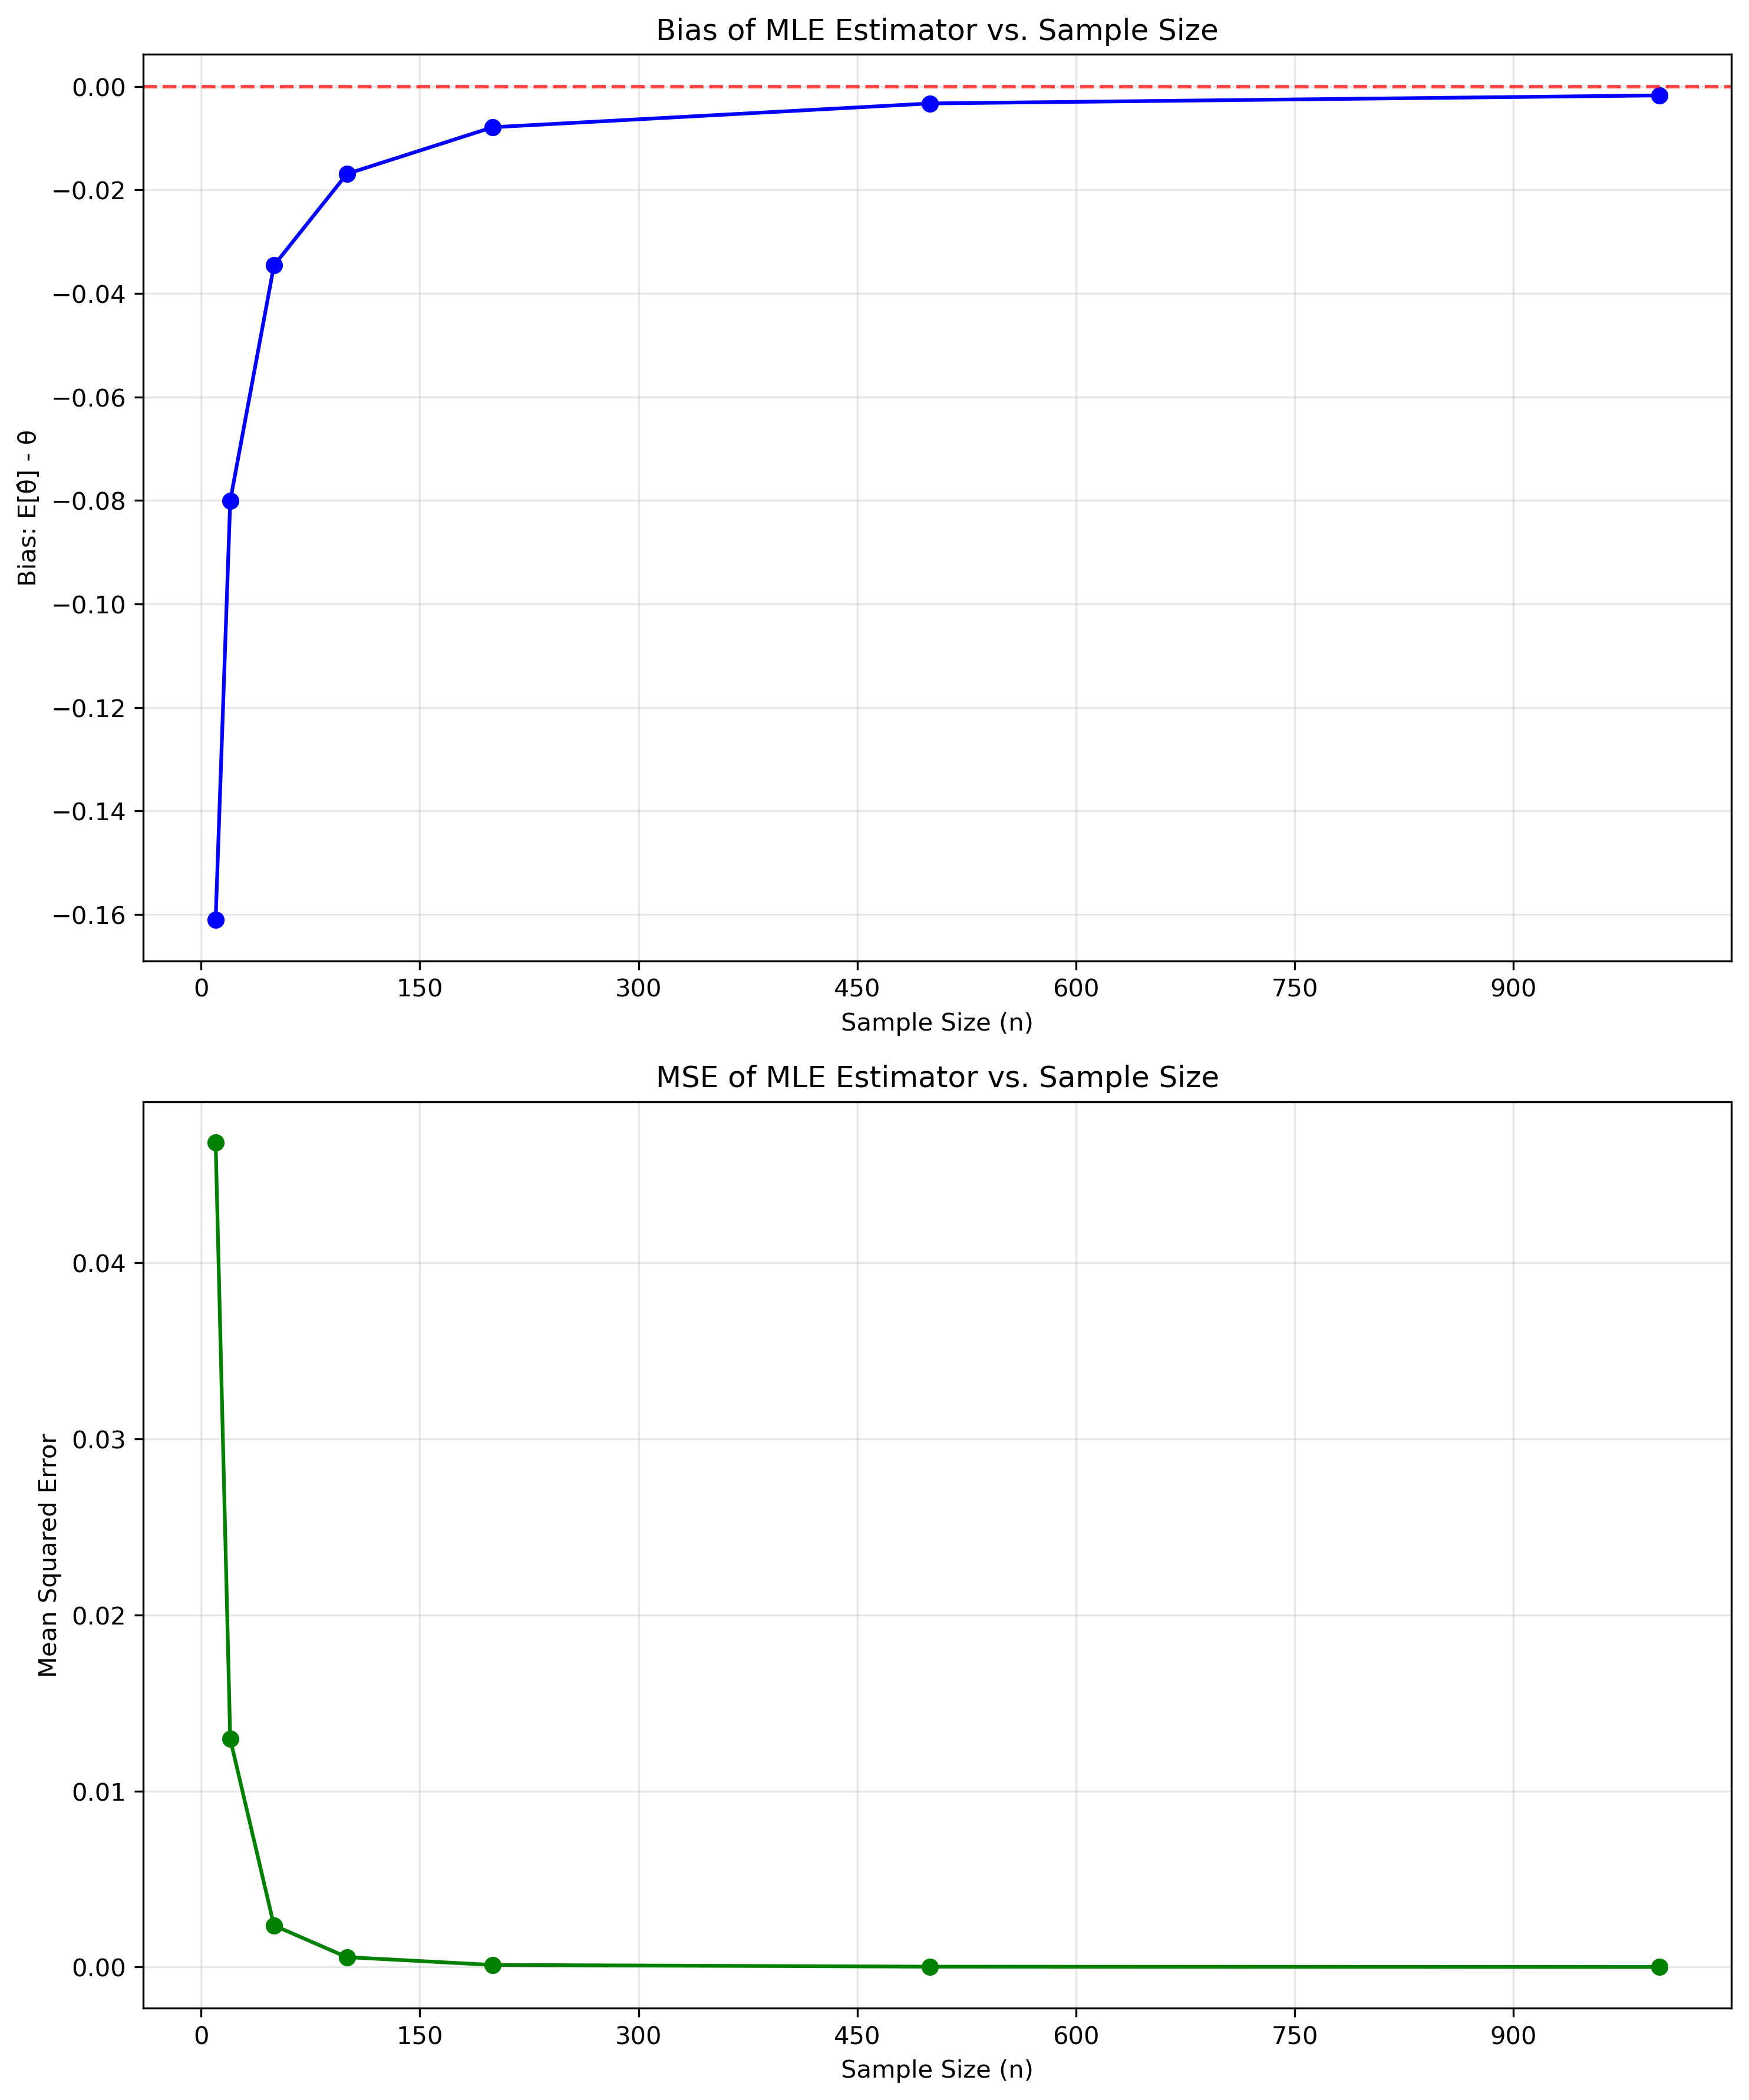 Bias of MLE Estimator vs. Sample Size
0.00
−0.02
−0.04
−0.06
−0.08
−0.10
−0.12
−0.14
−0.16
Bias: E[θ̂] - θ
0 150 300 450 600 750 900
Sample Size (n)
MSE of MLE Estimator vs. Sample Size
0.04
0.03
0.02
0.01
0.00
Mean Squared Error
0 150 300 450 600 750 900
Sample Size (n)